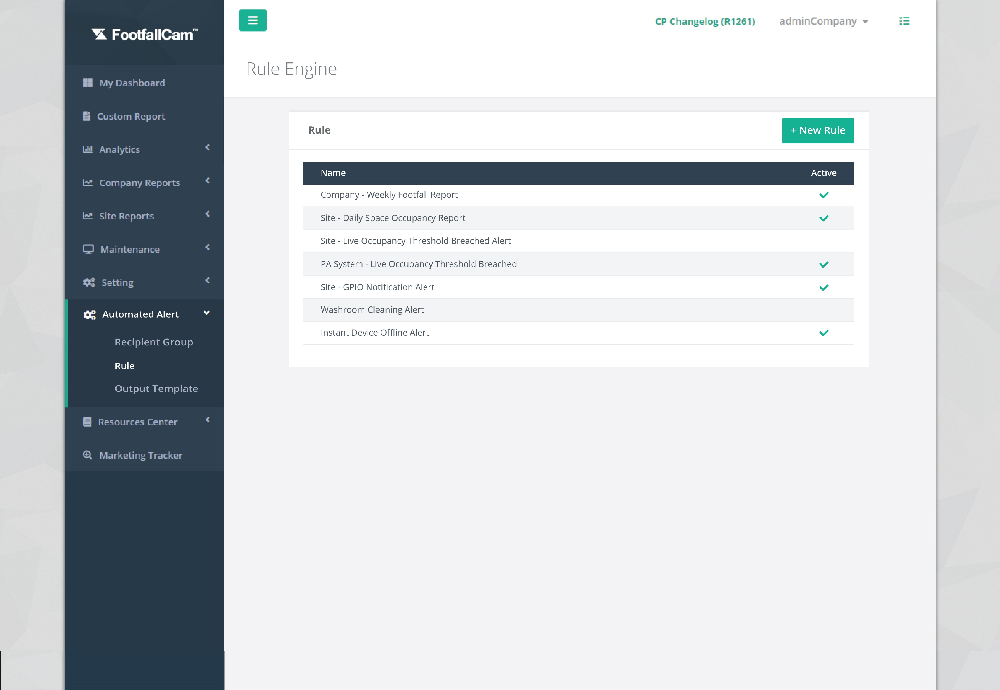 FootfallCam™
CP Changelog (R1261)
adminCompany
Rule Engine
My Dashboard
Custom Report
Analytics
Company Reports
Site Reports
Maintenance
Setting
Automated Alert
Recipient Group
Rule
Output Template
Resources Center
Marketing Tracker
Rule
+ New Rule
Name Active
Company - Weekly Footfall Report
Site - Daily Space Occupancy Report
Site - Live Occupancy Threshold Breached Alert
PA System - Live Occupancy Threshold Breached
Site - GPIO Notification Alert
Washroom Cleaning Alert
Instant Device Offline Alert